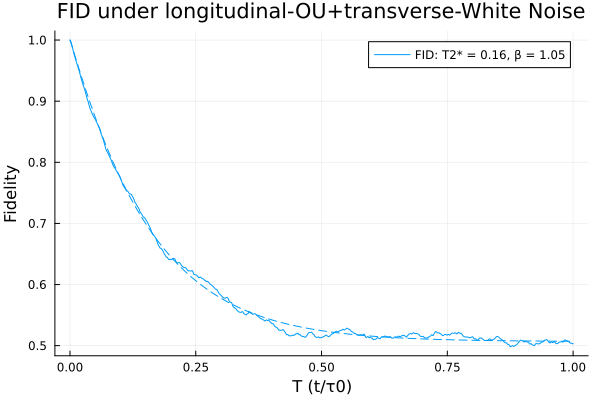 FID under longitudinal-OU+transverse-White Noise
FID: T2* = 0.16, β = 1.05
Fidelity
1.0
0.9
0.8
0.7
0.6
0.5
0.00 0.25 0.50 0.75 1.00
T (t/τ0)